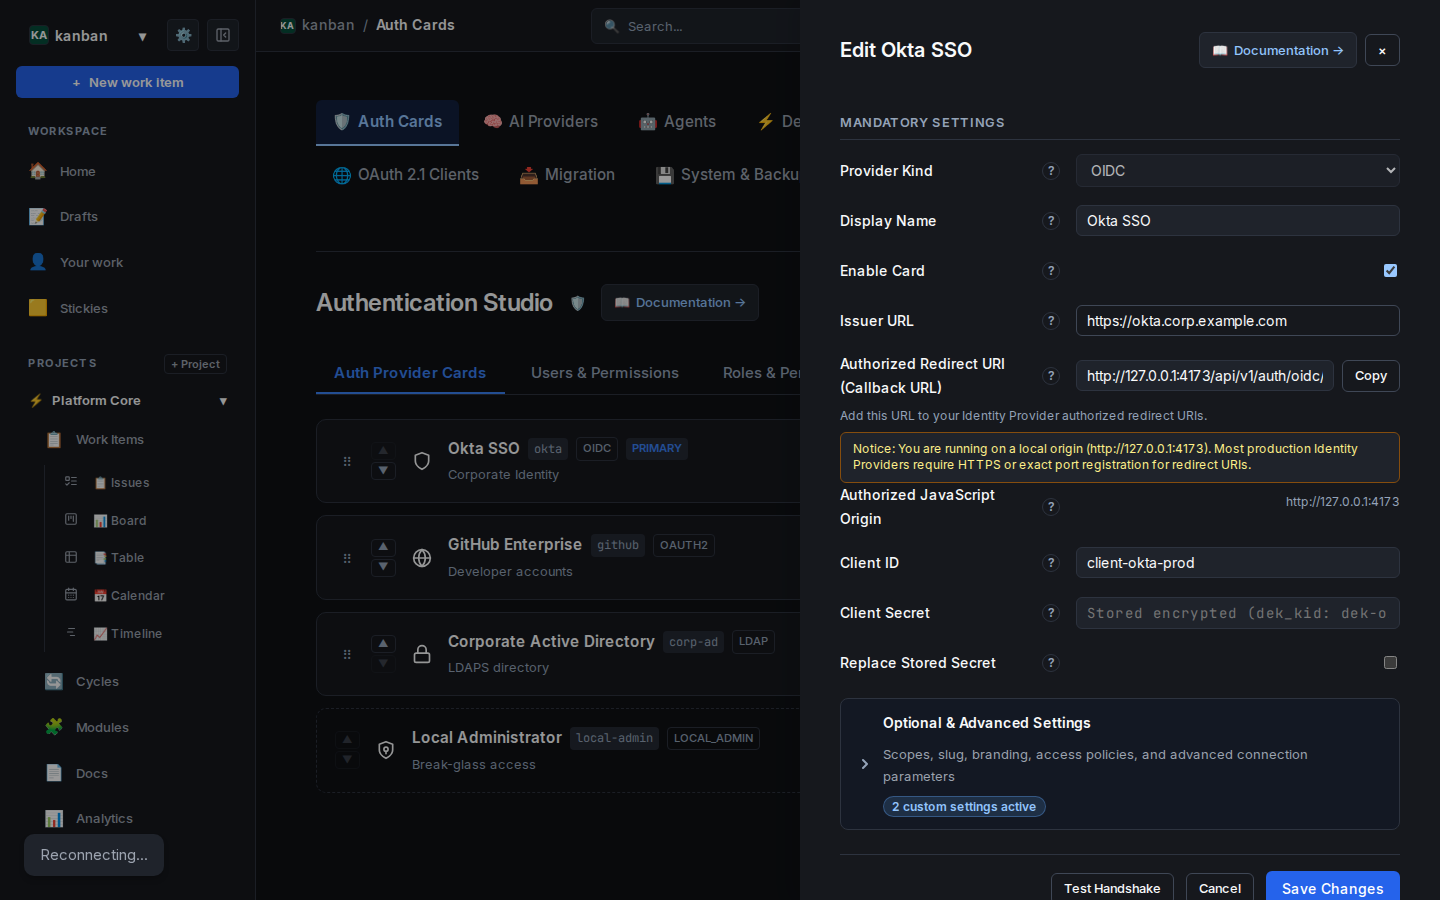 KA kanban ▾
+ New work item
WORKSPACE
Home
Drafts
Your work
Stickies
PROJECTS + Project
Platform Core ▾
Work Items
Issues
Board
Table
Calendar
Timeline
Cycles
Modules
Docs
Analytics
Reconnecting...
KA kanban / Auth Cards
Search...
Auth Cards
AI Providers
Agents
De
OAuth 2.1 Clients
Migration
System & Backu
Authentication Studio
Documentation →
Auth Provider Cards
Users & Permissions
Roles & Per
Okta SSO okta OIDC PRIMARY
Corporate Identity
GitHub Enterprise github OAUTH2
Developer accounts
Corporate Active Directory corp-ad LDAP
LDAPS directory
Local Administrator local-admin LOCAL_ADMIN
Break-glass access
Edit Okta SSO
Documentation →
×
MANDATORY SETTINGS
Provider Kind ? OIDC
Display Name ? Okta SSO
Enable Card ?
Issuer URL ? https://okta.corp.example.com
Authorized Redirect URI
(Callback URL) ? http://127.0.0.1:4173/api/v1/auth/oidc/ Copy
Add this URL to your Identity Provider authorized redirect URIs.
Notice: You are running on a local origin (http://127.0.0.1:4173). Most production Identity
Providers require HTTPS or exact port registration for redirect URIs.
Authorized JavaScript
Origin ? http://127.0.0.1:4173
Client ID ? client-okta-prod
Client Secret ? Stored encrypted (dek_kid: dek-o
Replace Stored Secret ?
Optional & Advanced Settings
Scopes, slug, branding, access policies, and advanced connection
parameters
2 custom settings active
Test Handshake
Cancel
Save Changes